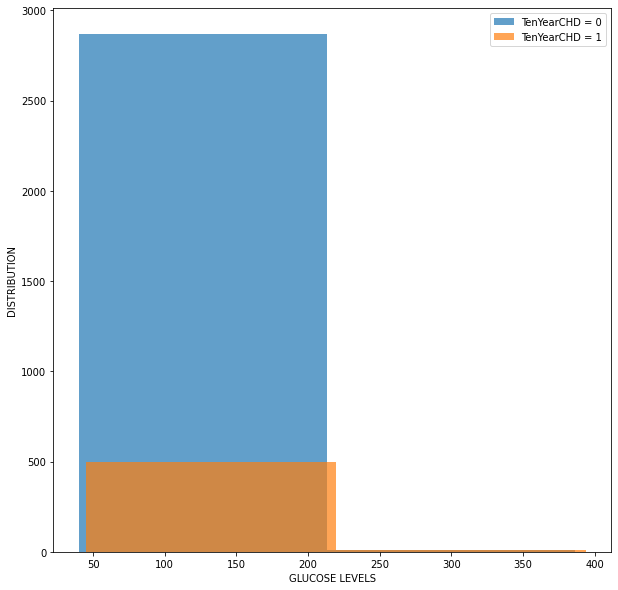 TenYearCHD = 0
TenYearCHD = 1
3000
2500
2000
1500
1000
500
0
DISTRIBUTION
50 100 150 200 250 300 350 400
GLUCOSE LEVELS